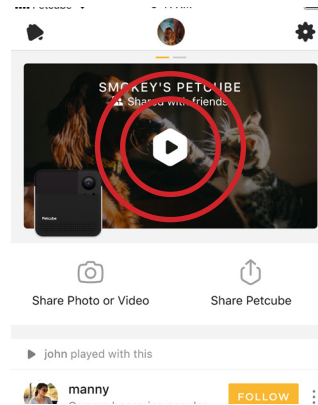 SMOKEY'S PETCUBE
Shared with friends
Petcube
Share Photo or Video
Share Petcube
john played with this
manny
FOLLOW